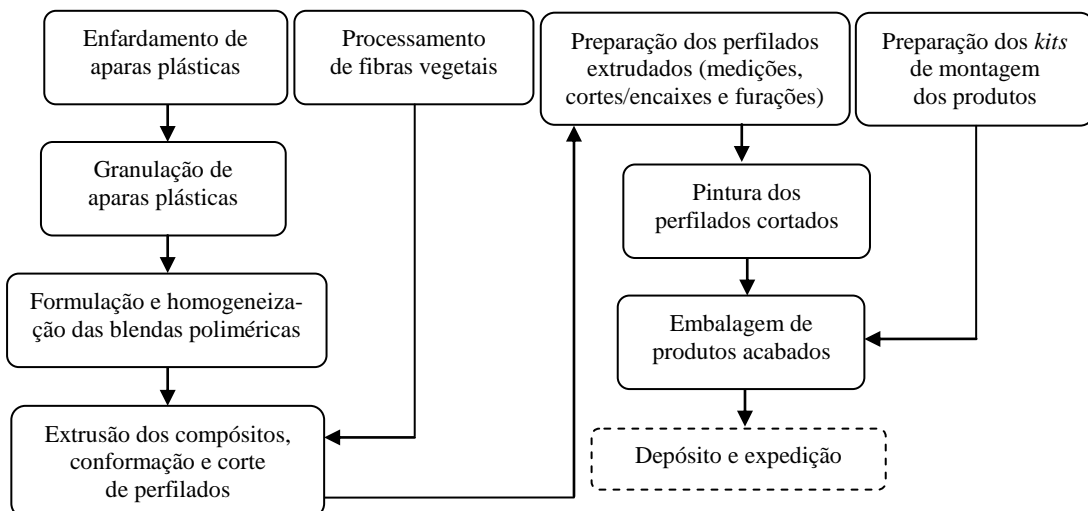 Enfardamento de
aparas plásticas
Processamento
de fibras vegetais
Preparação dos perfilados
extrudados (medições,
cortes/encaixes e furações)
Preparação dos kits
de montagem
dos produtos
Granulação de
aparas plásticas
Pintura dos
perfilados cortados
Formulação e homogeneiza-
ção das blendas poliméricas
Embalagem de
produtos acabados
Extrusão dos compósitos,
conformação e corte
de perfilados
Depósito e expedição